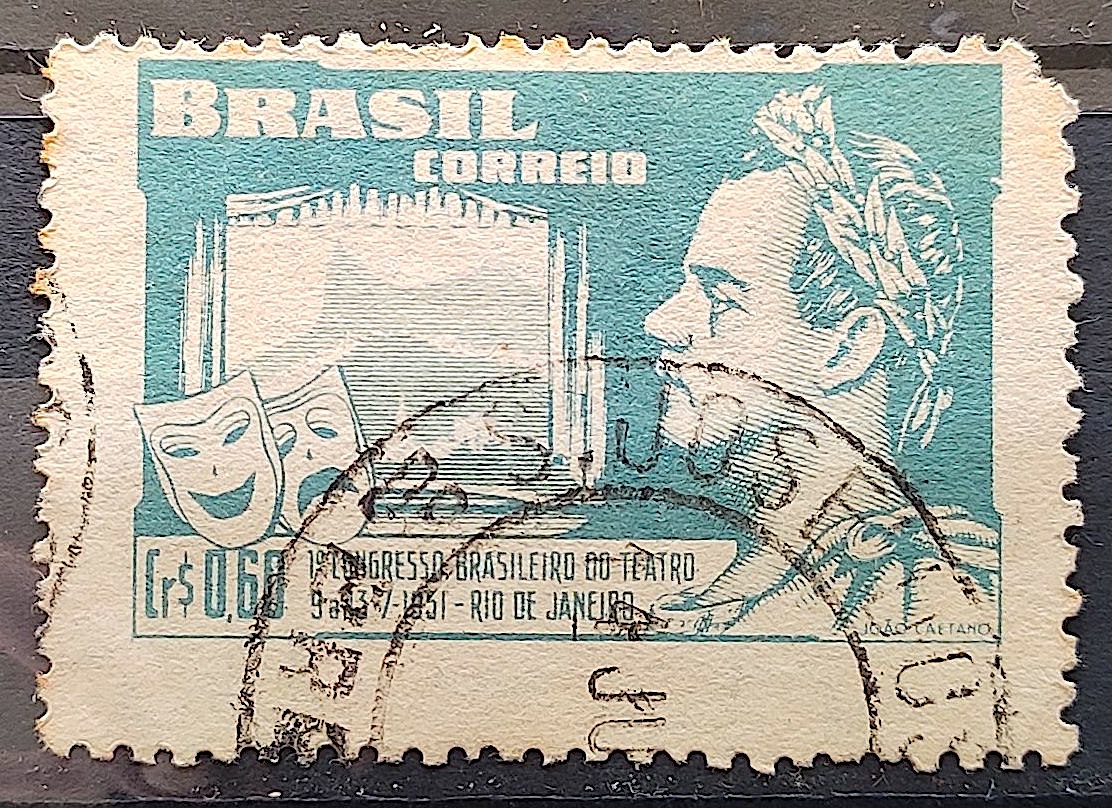 BRASIL
CORREIO
Cr$ 0,60
1º CONGRESSO BRASILEIRO DO TEATRO
9 a 13-7-1951 - RIO DE JANEIRO
JOÃO CAETANO